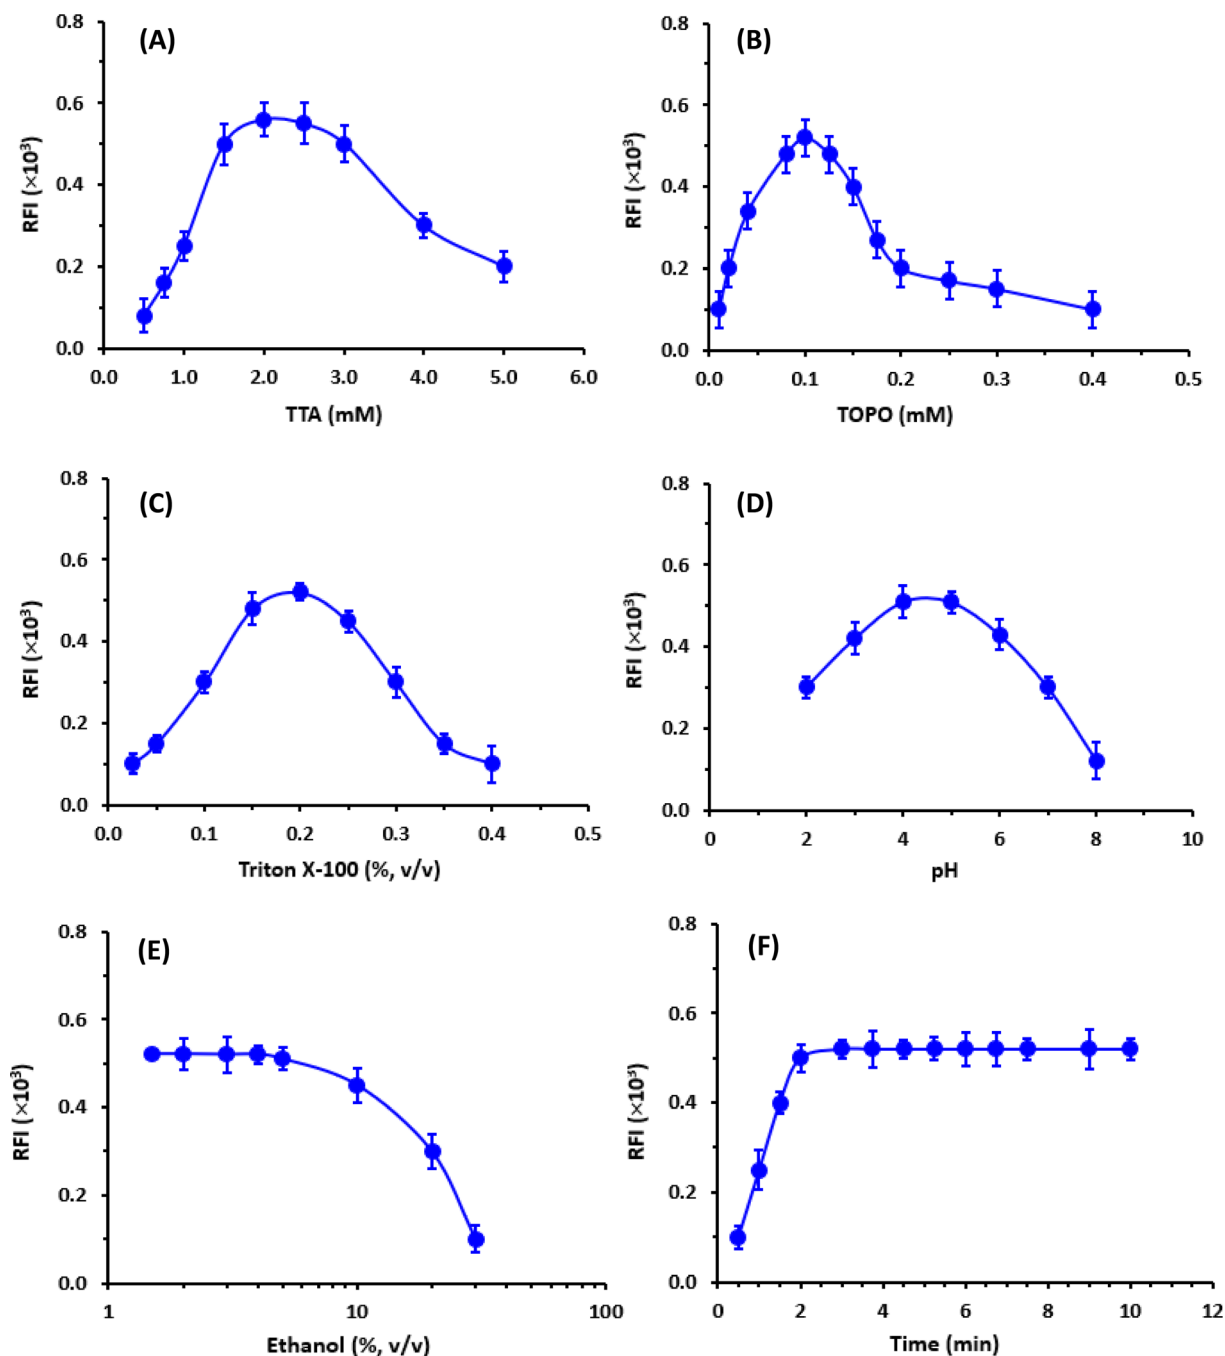 (A)
RFI (×10³)
0.8
0.6
0.4
0.2
0.0
0.0 1.0 2.0 3.0 4.0 5.0 6.0
TTA (mM)
(B)
RFI (×10³)
0.8
0.6
0.4
0.2
0.0
0.0 0.1 0.2 0.3 0.4 0.5
TOPO (mM)
(C)
RFI (×10³)
0.8
0.6
0.4
0.2
0.0
0.0 0.1 0.2 0.3 0.4 0.5
Triton X-100 (%, v/v)
(D)
RFI (×10³)
0.8
0.6
0.4
0.2
0.0
0 2 4 6 8 10
pH
(E)
RFI (×10³)
0.8
0.6
0.4
0.2
0.0
1 10 100
Ethanol (%, v/v)
(F)
RFI (×10³)
0.8
0.6
0.4
0.2
0.0
0 2 4 6 8 10 12
Time (min)